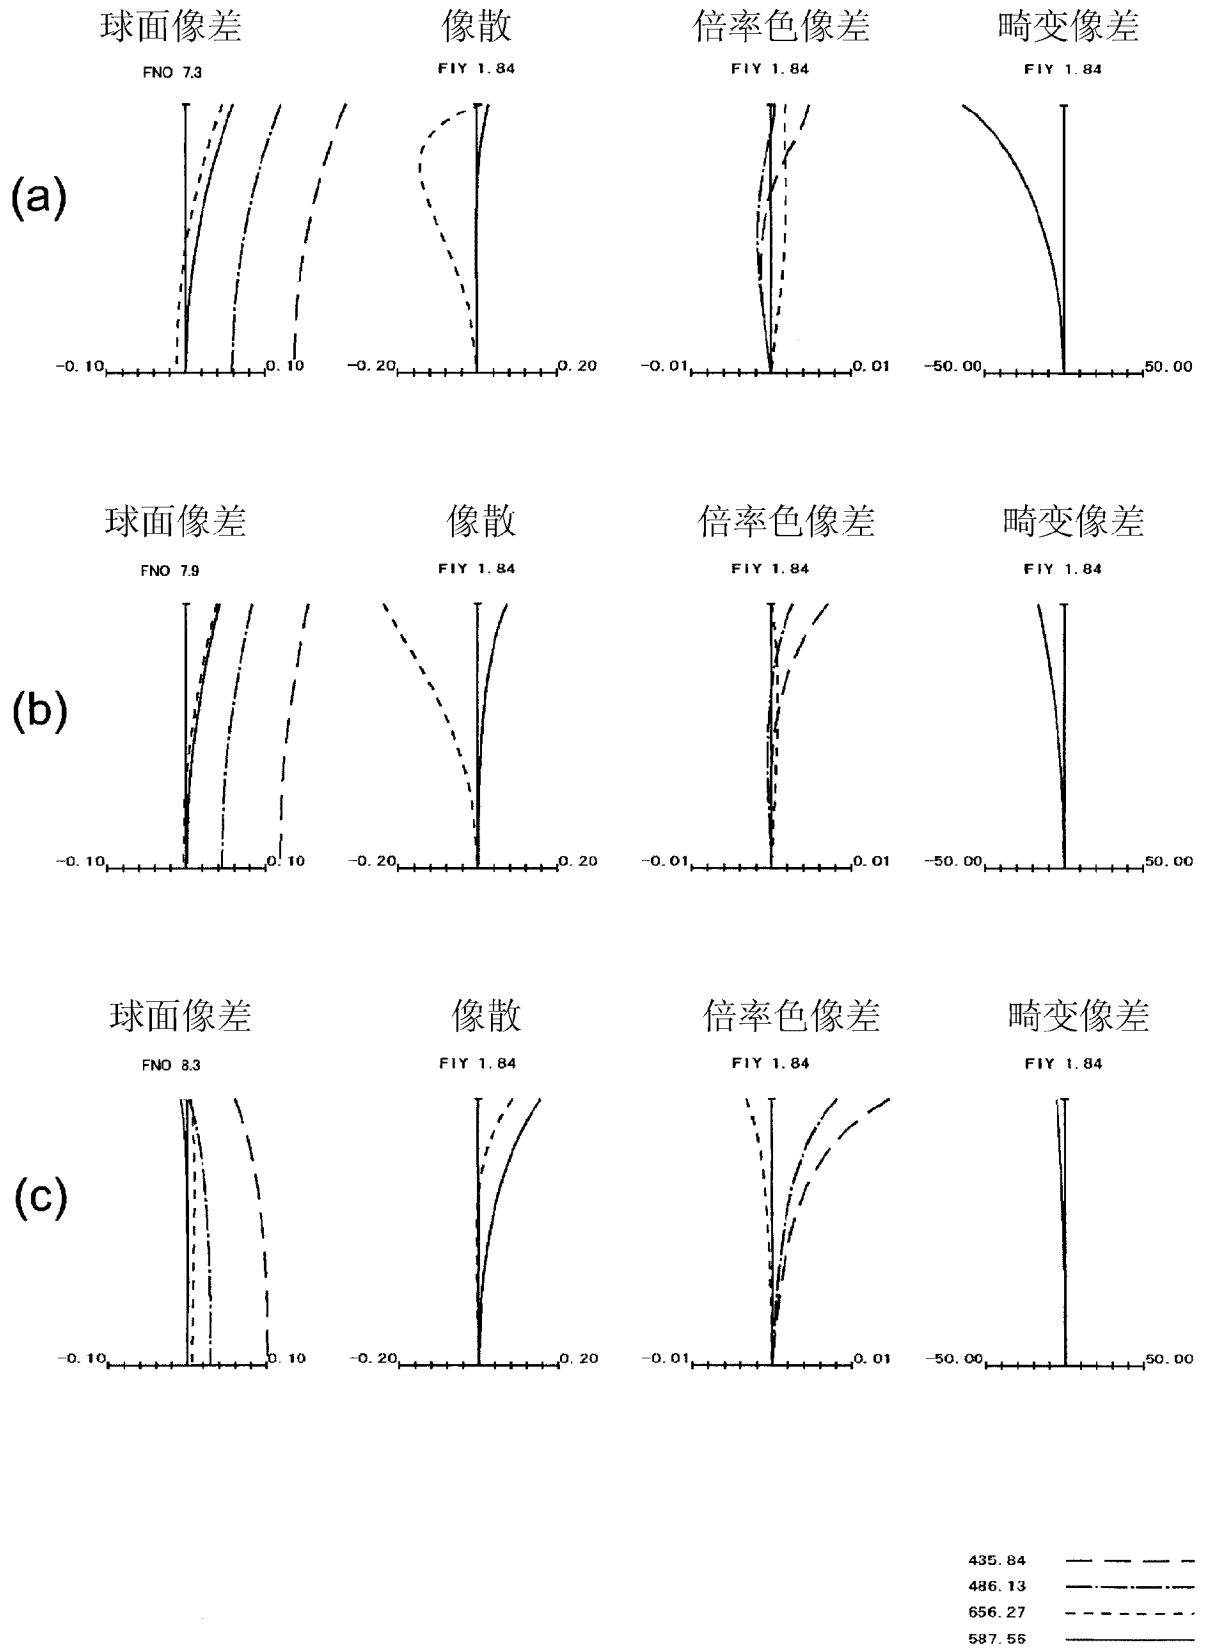 球面像差 像散 倍率色像差 畸变像差
FNO 7.3 FIY 1.84 FIY 1.84 FIY 1.84
(a)
-0.10 0.10 -0.20 0.20 -0.01 0.01 -50.00 50.00
球面像差 像散 倍率色像差 畸变像差
FNO 7.9 FIY 1.84 FIY 1.84 FIY 1.84
(b)
-0.10 0.10 -0.20 0.20 -0.01 0.01 -50.00 50.00
球面像差 像散 倍率色像差 畸变像差
FNO 8.3 FIY 1.84 FIY 1.84 FIY 1.84
(c)
-0.10 0.10 -0.20 0.20 -0.01 0.01 -50.00 50.00
435.84
486.13
656.27
587.56